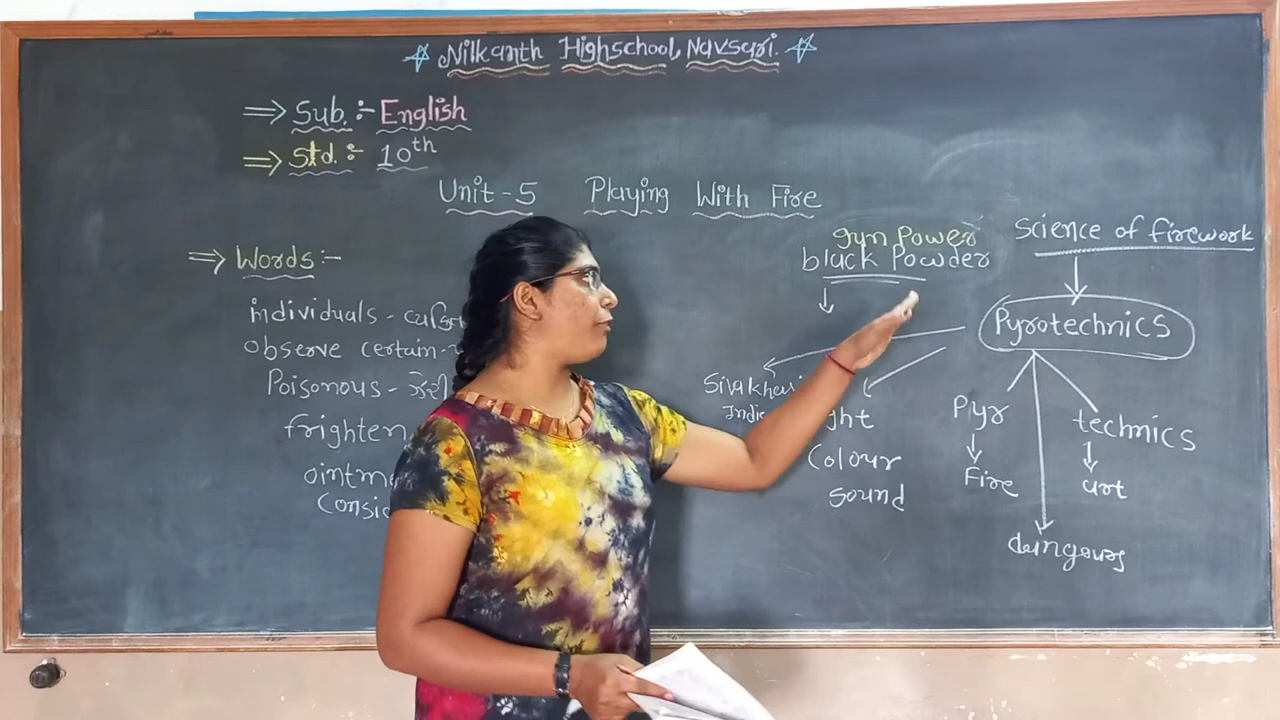 ☆ Nilkanth Highschool, Navsari. ☆
⇒ Sub. :- English
⇒ Std. :- 10th
Unit-5 Playing With Fire
⇒ Words :-
individuals -
Observe certain -
Poisonous -
frighten
gun Power
black Powder
Science of firework
Pyrotechnics
Colour
Sound
Pyr
Fire
technics
art
dangours